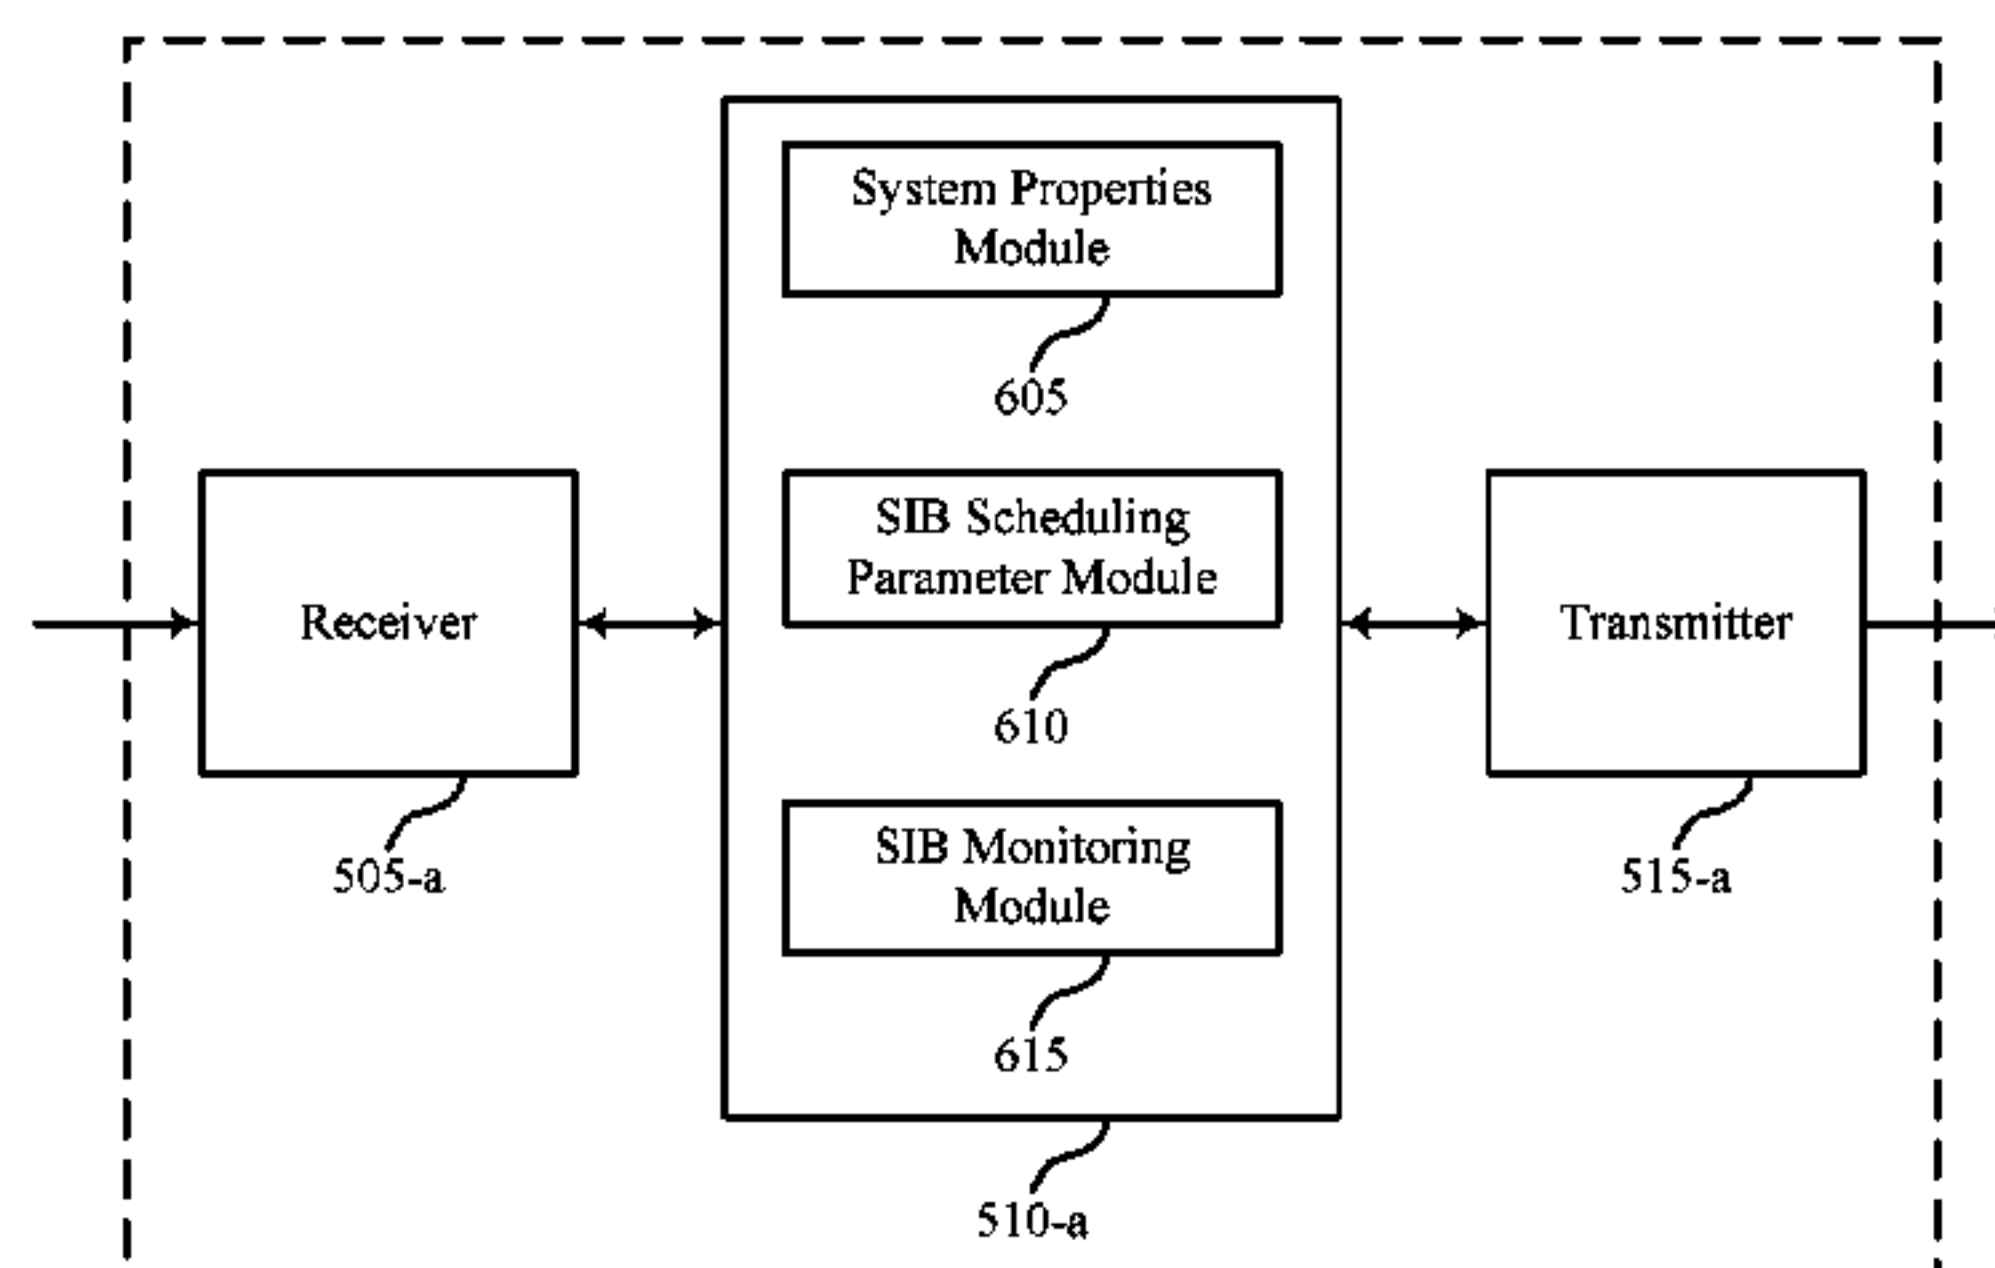 System Properties
Module
605
SIB Scheduling
Parameter Module
610
SIB Monitoring
Module
615
510-a
Receiver
505-a
Transmitter
515-a